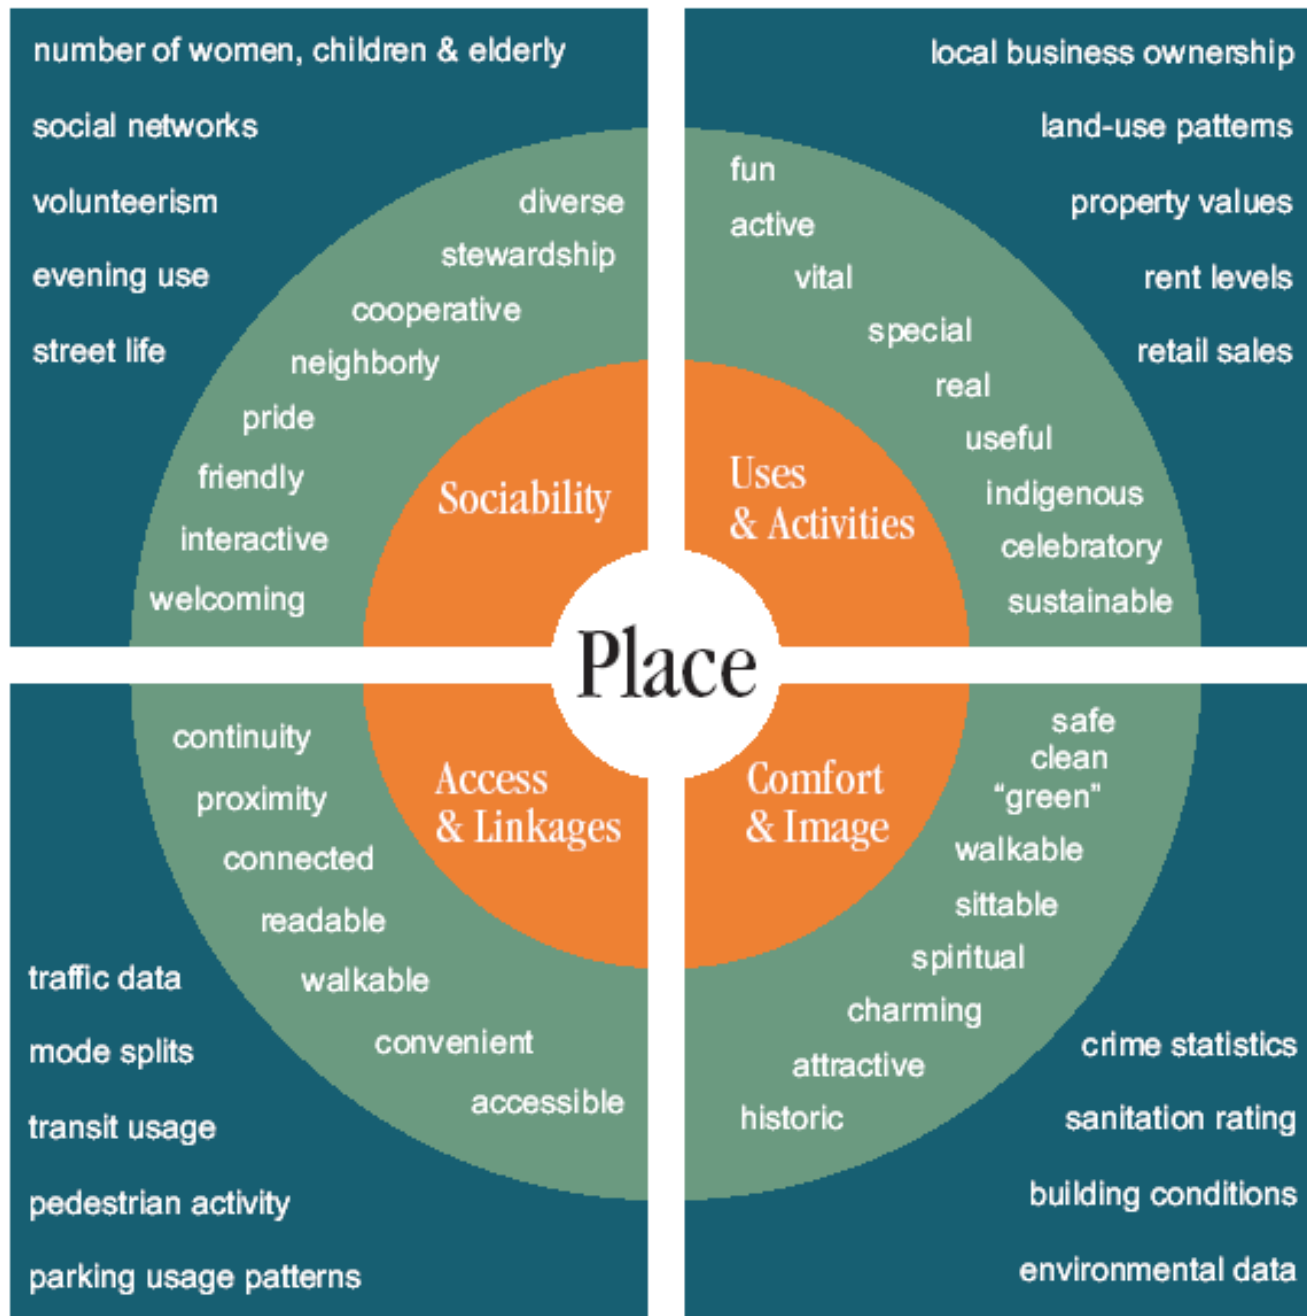 number of women, children & elderly
social networks
volunteerism
evening use
street life
diverse
stewardship
cooperative
neighborly
pride
friendly
interactive
welcoming
Sociability
local business ownership
land-use patterns
property values
rent levels
retail sales
fun
active
vital
special
real
useful
indigenous
celebratory
sustainable
Uses
& Activities
Place
continuity
proximity
connected
readable
walkable
convenient
accessible
Access
& Linkages
traffic data
mode splits
transit usage
pedestrian activity
parking usage patterns
Comfort
& Image
safe
clean
“green”
walkable
sittable
spiritual
charming
attractive
historic
crime statistics
sanitation rating
building conditions
environmental data